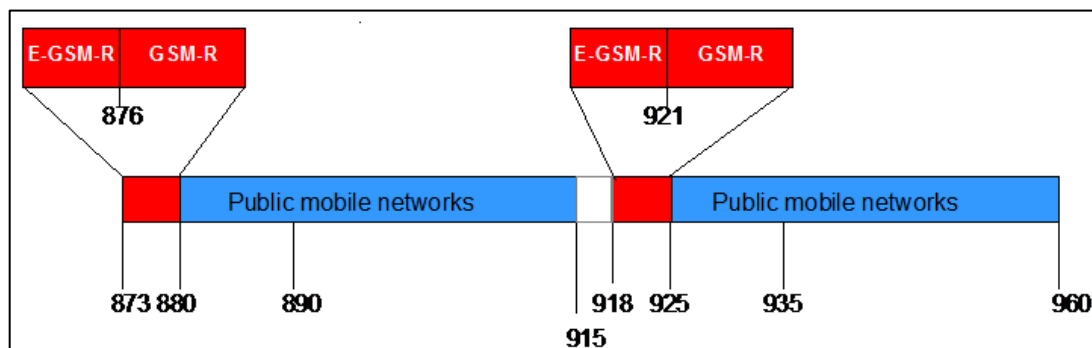 E-GSM-R GSM-R E-GSM-R GSM-R
876 921
Public mobile networks Public mobile networks
873 880 890 918 925 935 960
915